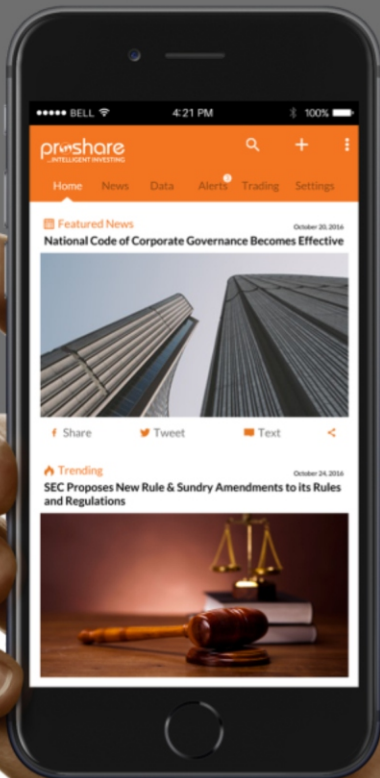 BELL 4:21 PM 100%
proshare
...INTELLIGENT INVESTING
Home News Data Alerts Trading Settings
Featured News October 20, 2016
National Code of Corporate Governance Becomes Effective
Share Tweet Text
Trending October 24, 2016
SEC Proposes New Rule & Sundry Amendments to its Rules
and Regulations